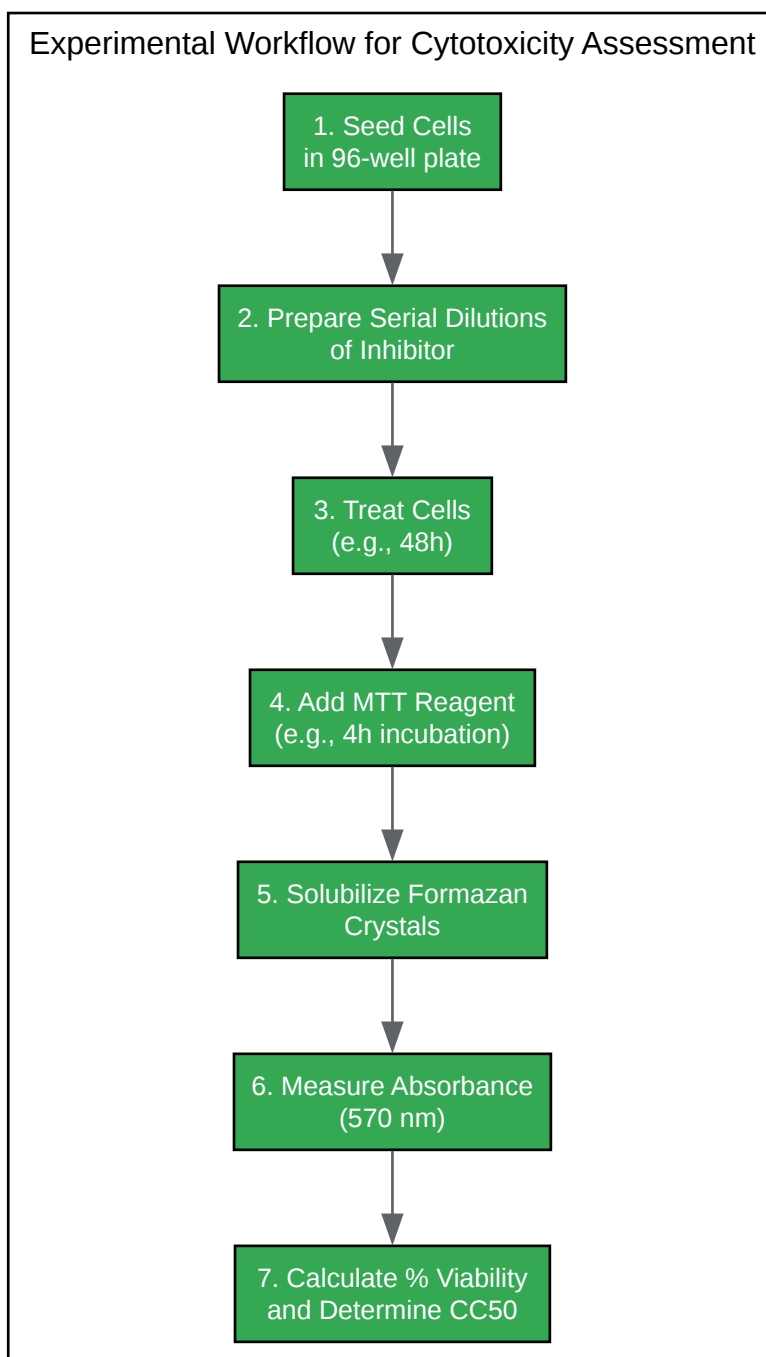 Experimental Workflow for Cytotoxicity Assessment
1. Seed Cells
in 96-well plate
2. Prepare Serial Dilutions
of Inhibitor
3. Treat Cells
(e.g., 48h)
4. Add MTT Reagent
(e.g., 4h incubation)
5. Solubilize Formazan
Crystals
6. Measure Absorbance
(570 nm)
7. Calculate % Viability
and Determine CC50